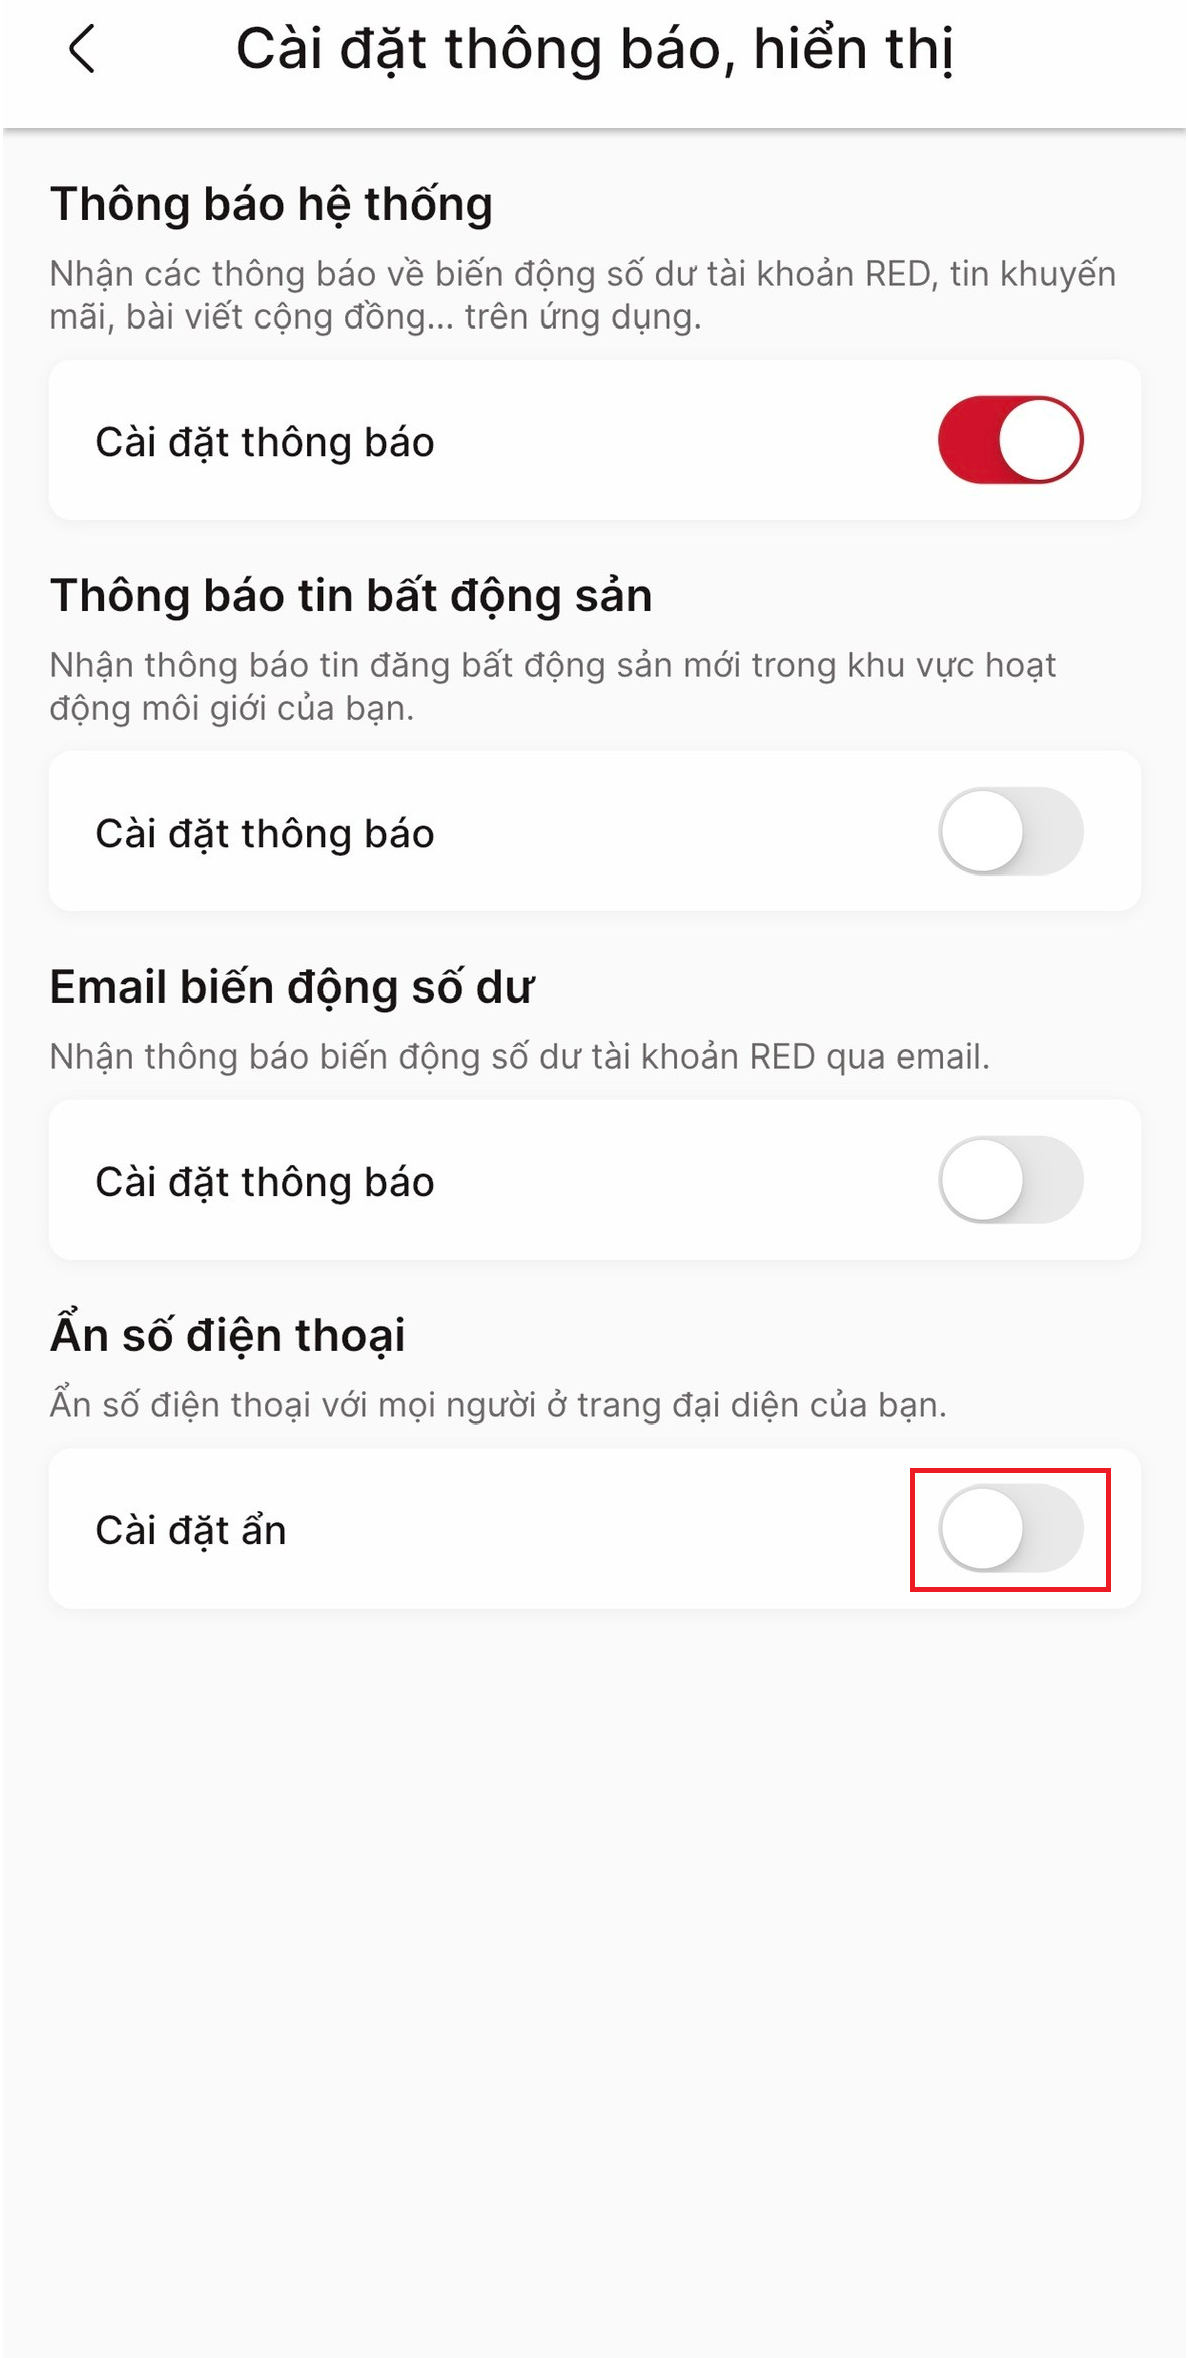 Cài đặt thông báo, hiển thị
Thông báo hệ thống
Nhận các thông báo về biến động số dư tài khoản RED, tin khuyến
mãi, bài viết cộng đồng... trên ứng dụng.
Cài đặt thông báo
Thông báo tin bất động sản
Nhận thông báo tin đăng bất động sản mới trong khu vực hoạt
động môi giới của bạn.
Cài đặt thông báo
Email biến động số dư
Nhận thông báo biến động số dư tài khoản RED qua email.
Cài đặt thông báo
Ẩn số điện thoại
Ẩn số điện thoại với mọi người ở trang đại diện của bạn.
Cài đặt ẩn